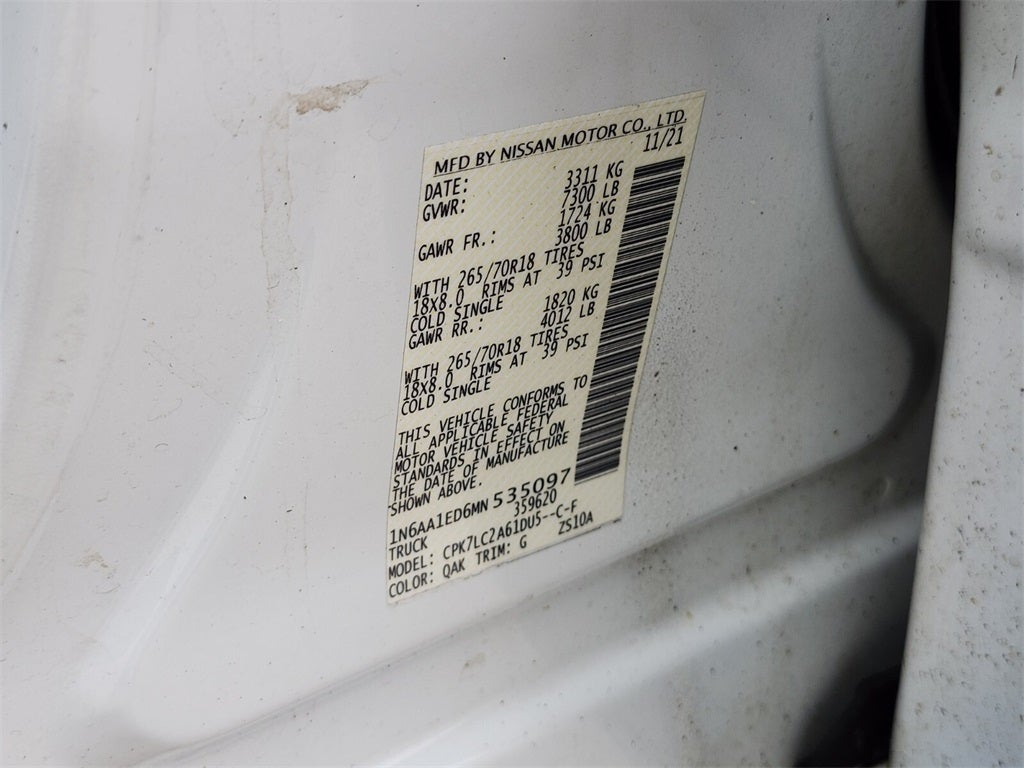 MFD BY NISSAN MOTOR CO., LTD.
DATE: 11/21
GVWR: 3311 KG
7300 LB
GAWR FR.: 1724 KG
3800 LB
WITH 265/70R18 TIRES
18X8.0 RIMS AT 39 PSI
COLD SINGLE
GAWR RR.: 1820 KG
4012 LB
WITH 265/70R18 TIRES
18X8.0 RIMS AT 39 PSI
COLD SINGLE
THIS VEHICLE CONFORMS TO
ALL APPLICABLE FEDERAL
MOTOR VEHICLE SAFETY
STANDARDS IN EFFECT ON
THE DATE OF MANUFACTURE
SHOWN ABOVE.
1N6AA1ED6MN535097
TRUCK 359620
MODEL: CPK7LC2A61DU5--C-F
COLOR: QAK TRIM: G ZS10A